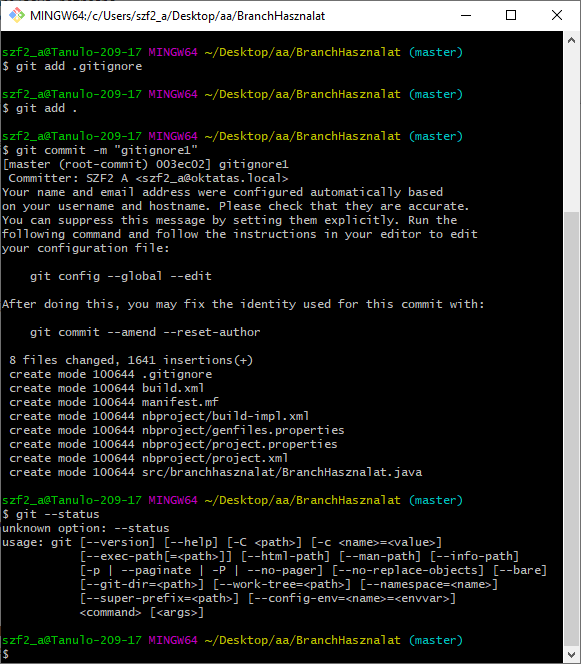 MINGW64:/c/Users/szf2_a/Desktop/aa/BranchHasznalat
szf2_a@Tanulo-209-17 MINGW64 ~/Desktop/aa/BranchHasznalat (master)
$ git add .gitignore
szf2_a@Tanulo-209-17 MINGW64 ~/Desktop/aa/BranchHasznalat (master)
$ git add .
szf2_a@Tanulo-209-17 MINGW64 ~/Desktop/aa/BranchHasznalat (master)
$ git commit -m "gitignore1"
[master (root-commit) 003ec02] gitignore1
 Committer: SZF2 A <szf2_a@oktatas.local>
Your name and email address were configured automatically based
on your username and hostname. Please check that they are accurate.
You can suppress this message by setting them explicitly. Run the
following command and follow the instructions in your editor to edit
your configuration file:
    git config --global --edit
After doing this, you may fix the identity used for this commit with:
    git commit --amend --reset-author
 8 files changed, 1641 insertions(+)
 create mode 100644 .gitignore
 create mode 100644 build.xml
 create mode 100644 manifest.mf
 create mode 100644 nbproject/build-impl.xml
 create mode 100644 nbproject/genfiles.properties
 create mode 100644 nbproject/project.properties
 create mode 100644 nbproject/project.xml
 create mode 100644 src/branchhasznalat/BranchHasznalat.java
szf2_a@Tanulo-209-17 MINGW64 ~/Desktop/aa/BranchHasznalat (master)
$ git --status
unknown option: --status
usage: git [--version] [--help] [-C <path>] [-c <name>=<value>]
           [--exec-path[=<path>]] [--html-path] [--man-path] [--info-path]
           [-p | --paginate | -P | --no-pager] [--no-replace-objects] [--bare]
           [--git-dir=<path>] [--work-tree=<path>] [--namespace=<name>]
           [--super-prefix=<path>] [--config-env=<name>=<envvar>]
           <command> [<args>]
szf2_a@Tanulo-209-17 MINGW64 ~/Desktop/aa/BranchHasznalat (master)
$